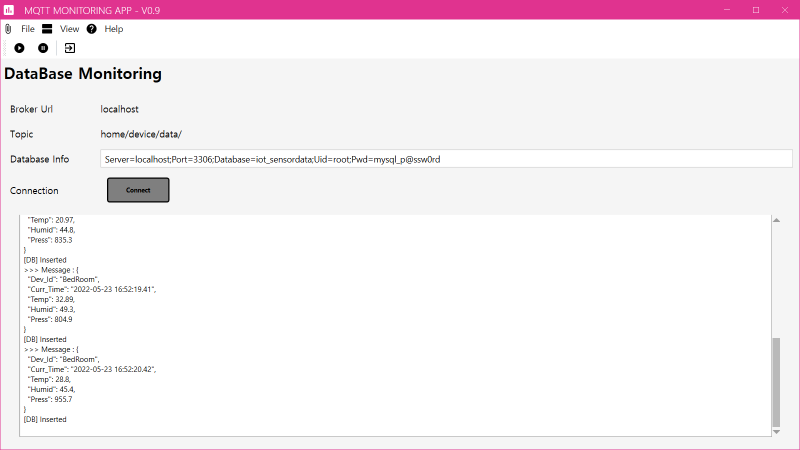 MQTT MONITORING APP - V0.9
File View Help
DataBase Monitoring
Broker Url localhost
Topic home/device/data/
Database Info Server=localhost;Port=3306;Database=iot_sensordata;Uid=root;Pwd=mysql_p@ssw0rd
Connection Connect
"Temp": 20.97,
"Humid": 44.8,
"Press": 835.3
}
[DB] Inserted
>>> Message : {
"Dev_Id": "BedRoom",
"Curr_Time": "2022-05-23 16:52:19.41",
"Temp": 32.89,
"Humid": 49.3,
"Press": 804.9
}
[DB] Inserted
>>> Message : {
"Dev_Id": "BedRoom",
"Curr_Time": "2022-05-23 16:52:20.42",
"Temp": 28.8,
"Humid": 45.4,
"Press": 955.7
}
[DB] Inserted